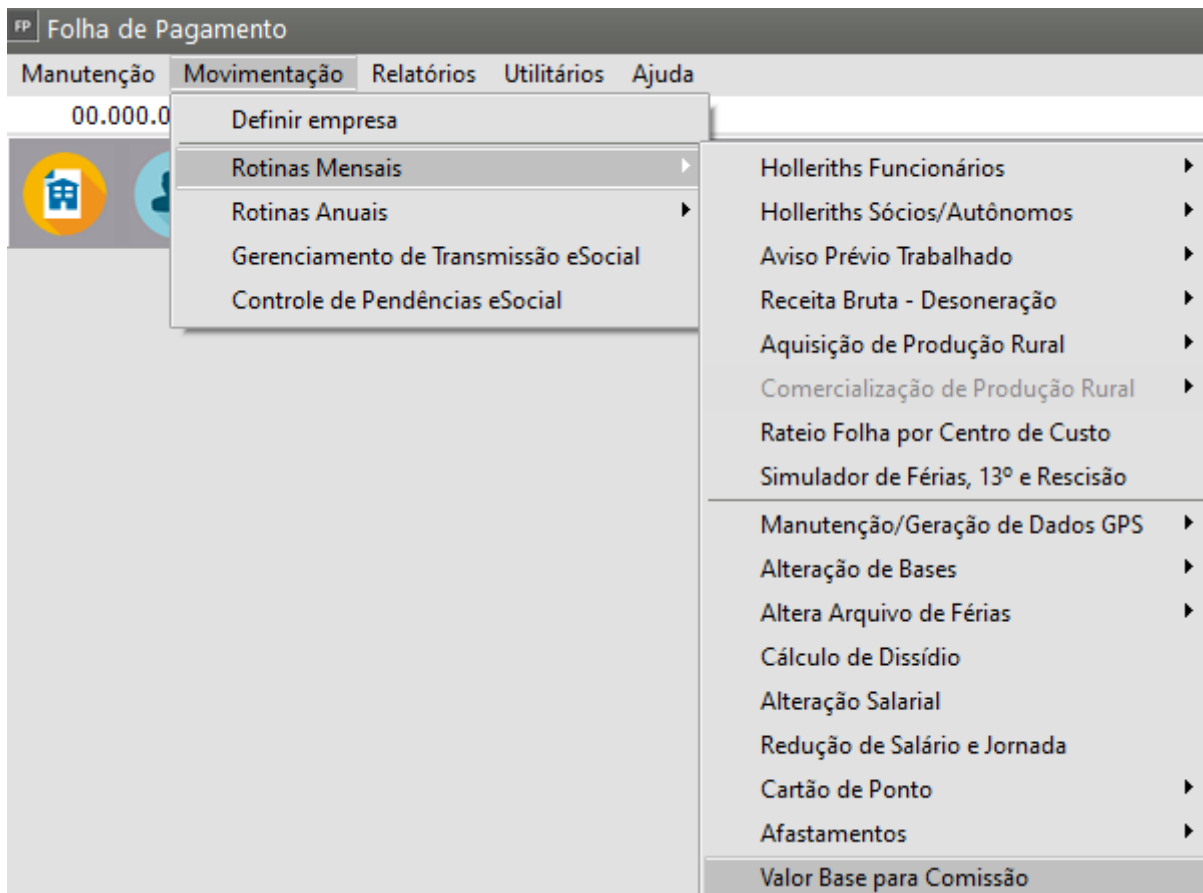 FP Folha de Pagamento
Manutenção Movimentação Relatórios Utilitários Ajuda
00.000.0
Definir empresa
Rotinas Mensais
Rotinas Anuais
Gerenciamento de Transmissão eSocial
Controle de Pendências eSocial
Holleriths Funcionários
Holleriths Sócios/Autônomos
Aviso Prévio Trabalhado
Receita Bruta - Desoneração
Aquisição de Produção Rural
Comercialização de Produção Rural
Rateio Folha por Centro de Custo
Simulador de Férias, 13º e Rescisão
Manutenção/Geração de Dados GPS
Alteração de Bases
Altera Arquivo de Férias
Cálculo de Dissídio
Alteração Salarial
Redução de Salário e Jornada
Cartão de Ponto
Afastamentos
Valor Base para Comissão